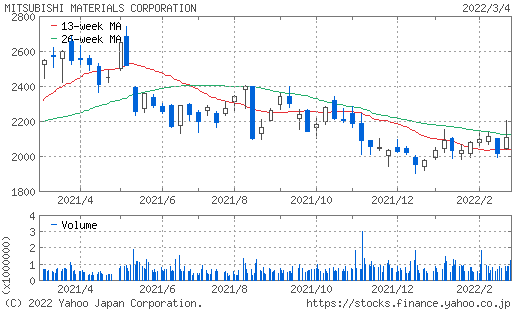 MITSUBISHI MATERIALS CORPORATION 2022/3/4
2800
13-week MA
26-week MA
2600
2400
2200
2000
1800
2021/4 2021/6 2021/8 2021/10 2021/12 2022/2
4
Volume
3
2
1
0
(x1000000)
2021/4 2021/6 2021/8 2021/10 2021/12 2022/2
(C) 2022 Yahoo Japan Corporation. https://stocks.finance.yahoo.co.jp